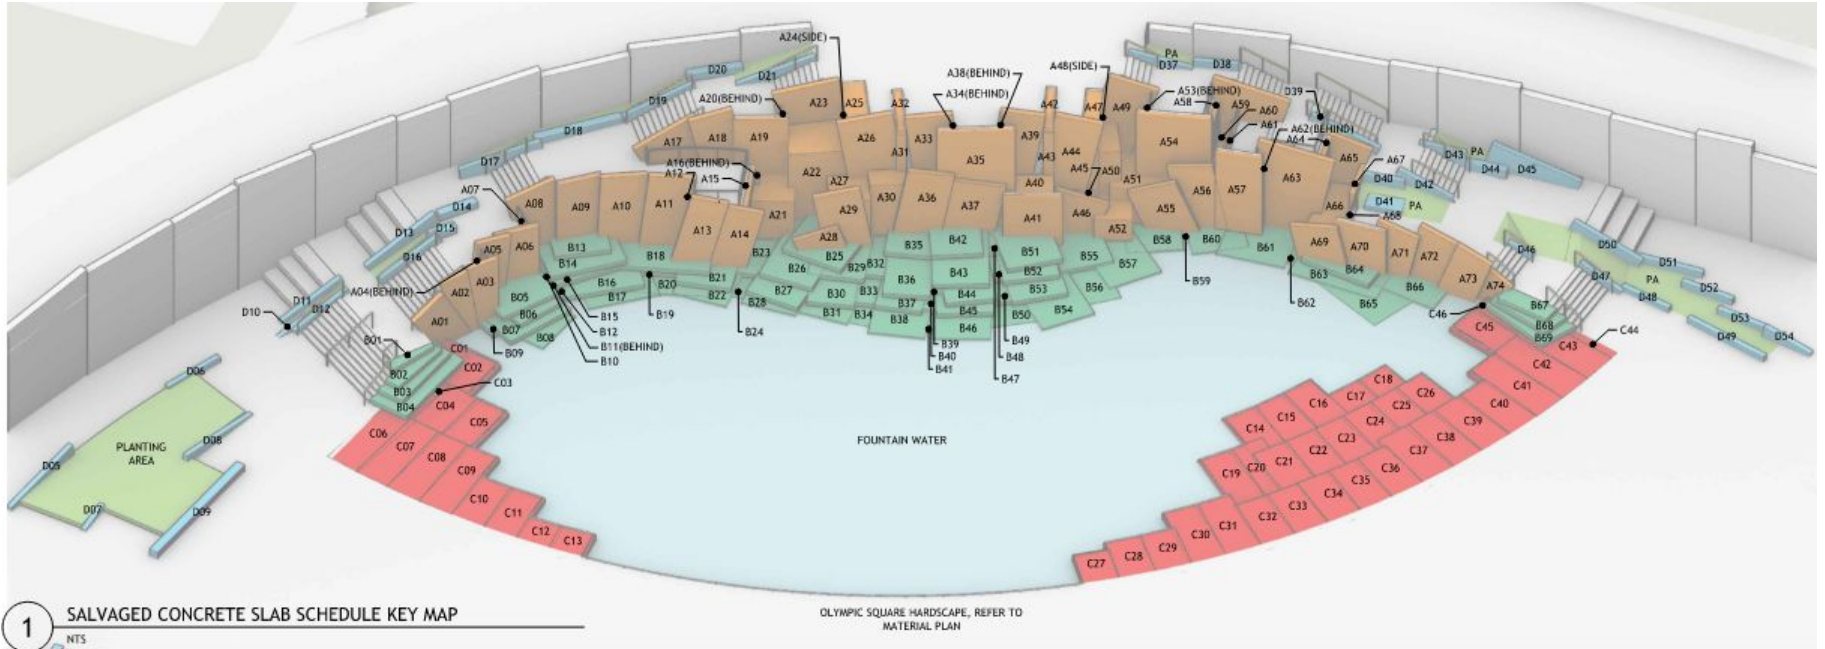 A24(SIDE)
D20
D21
A38(BEHIND)
A48(SIDE)
PA
D37
D38
A34(BEHIND)
A53(BEHIND)
A58
D39
A20(BEHIND)
D19
D18
D17
A23
A25
A32
A42
A47
A49
A59
A60
A61
A62(BEHIND)
A64
A17
A18
A19
A26
A31
A33
A35
A39
A43
A44
A54
A65
A67
D43
PA
D44
D45
A16(BEHIND)
A12
A15
A22
A27
A40
A45
A50
A51
A63
D40
D42
A07
A08
A09
A10
A11
A13
A14
A21
A29
A30
A36
A37
A41
A46
A52
A55
A56
A57
A66
D41
PA
A68
D14
D13
D15
D16
A05
A06
A04(BEHIND)
A02
A03
A01
A28
A69
A70
A71
A72
A73
A74
D46
D50
D51
D47
PA
D52
D48
D53
D49
D54
D10
D11
D12
B13
B14
B18
B23
B26
B25
B29
B32
B35
B42
B51
B55
B57
B58
B60
B59
B61
B05
B06
B07
B08
B16
B17
B20
B21
B22
B28
B27
B30
B33
B36
B43
B52
B53
B56
B63
B64
B65
B66
B31
B34
B37
B38
B44
B45
B46
B50
B54
B62
B15
B12
B11(BEHIND)
B10
B19
B24
B09
B39
B40
B41
B49
B48
B47
C46
C45
B67
B68
B69
C44
C43
B01
B02
B03
B04
C01
C02
C03
C04
C05
C06
C07
C08
C09
C10
C11
C12
C13
D06
D05
D08
D07
D09
PLANTING
AREA
FOUNTAIN WATER
C42
C41
C40
C39
C38
C37
C36
C35
C34
C33
C32
C31
C30
C29
C28
C27
C18
C17
C16
C15
C14
C26
C25
C24
C23
C22
C21
C20
C19
1
SALVAGED CONCRETE SLAB SCHEDULE KEY MAP
NTS
OLYMPIC SQUARE HARDSCAPE, REFER TO
MATERIAL PLAN